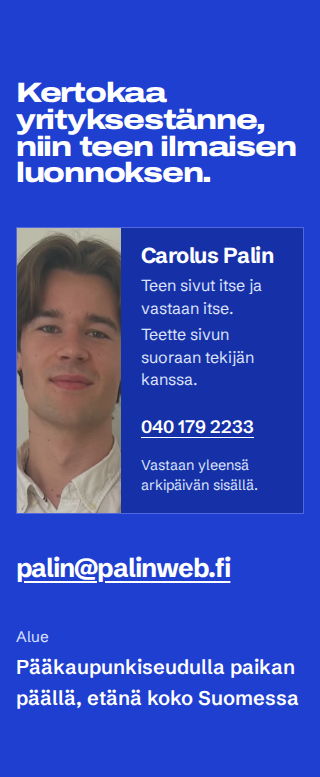 Kertokaa
yrityksestänne,
niin teen ilmaisen
luonnoksen.
Carolus Palin
Teen sivut itse ja
vastaan itse.
Teette sivun
suoraan tekijän
kanssa.
040 179 2233
Vastaan yleensä
arkipäivän sisällä.
palin@palinweb.fi
Alue
Pääkaupunkiseudulla paikan
päällä, etänä koko Suomessa